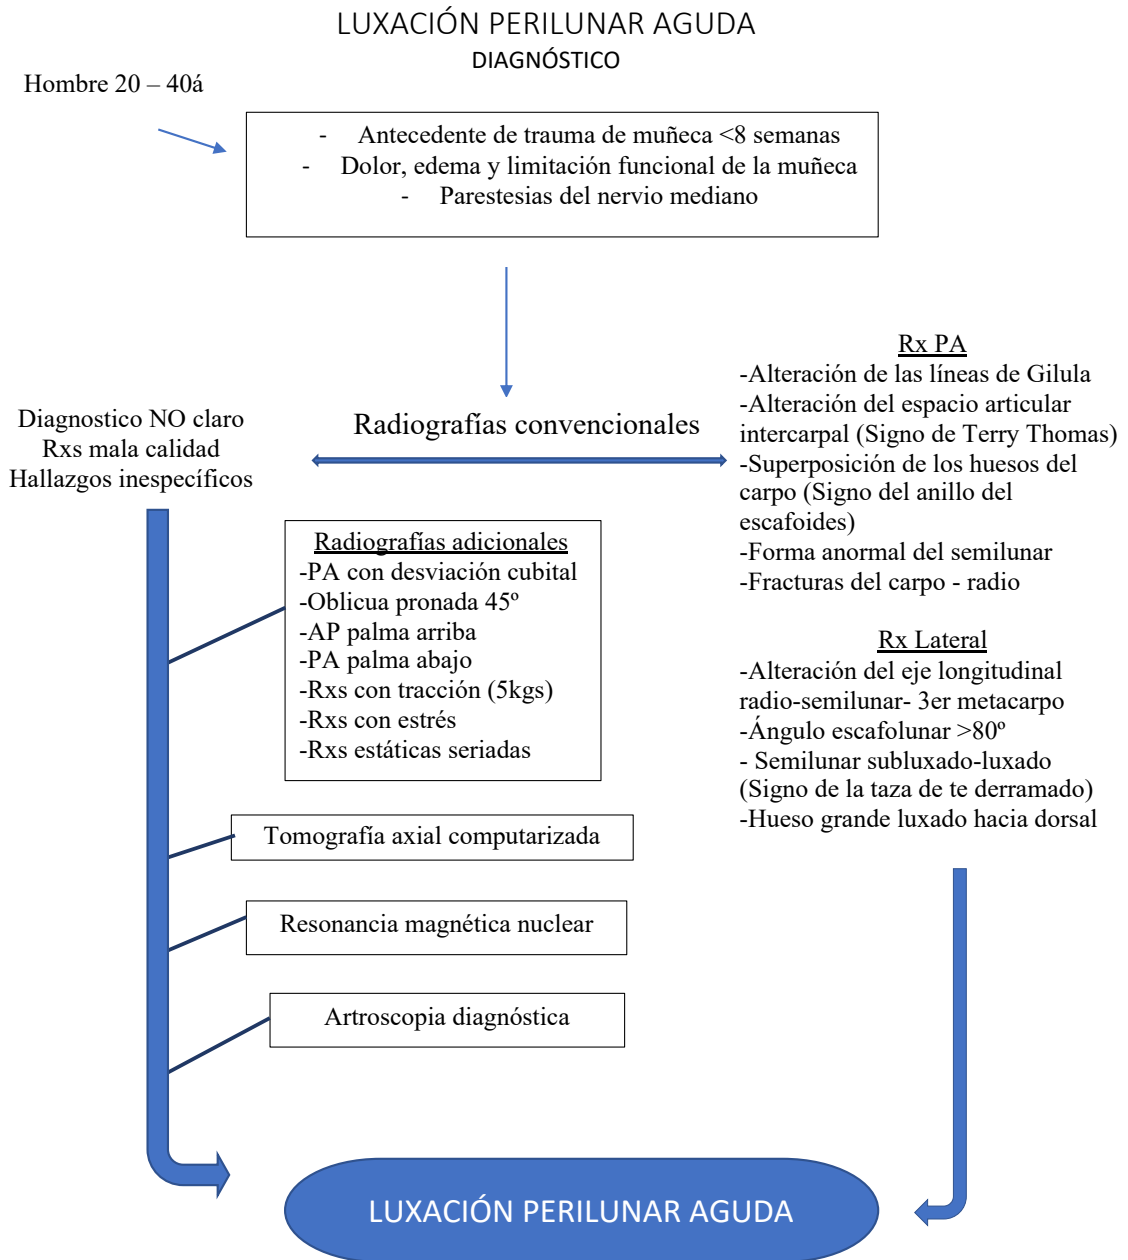 LUXACIÓN PERILUNAR AGUDA
DIAGNÓSTICO
Hombre 20 – 40á
- Antecedente de trauma de muñeca <8 semanas
- Dolor, edema y limitación funcional de la muñeca
- Parestesias del nervio mediano
Radiografías convencionales
Diagnostico NO claro
Rxs mala calidad
Hallazgos inespecíficos
Rx PA
-Alteración de las líneas de Gilula
-Alteración del espacio articular
intercarpal (Signo de Terry Thomas)
-Superposición de los huesos del
carpo (Signo del anillo del
escafoides)
-Forma anormal del semilunar
-Fracturas del carpo - radio
Rx Lateral
-Alteración del eje longitudinal
radio-semilunar- 3er metacarpo
-Ángulo escafolunar >80º
- Semilunar subluxado-luxado
(Signo de la taza de te derramado)
-Hueso grande luxado hacia dorsal
Radiografías adicionales
-PA con desviación cubital
-Oblicua pronada 45º
-AP palma arriba
-PA palma abajo
-Rxs con tracción (5kgs)
-Rxs con estrés
-Rxs estáticas seriadas
Tomografía axial computarizada
Resonancia magnética nuclear
Artroscopia diagnóstica
LUXACIÓN PERILUNAR AGUDA